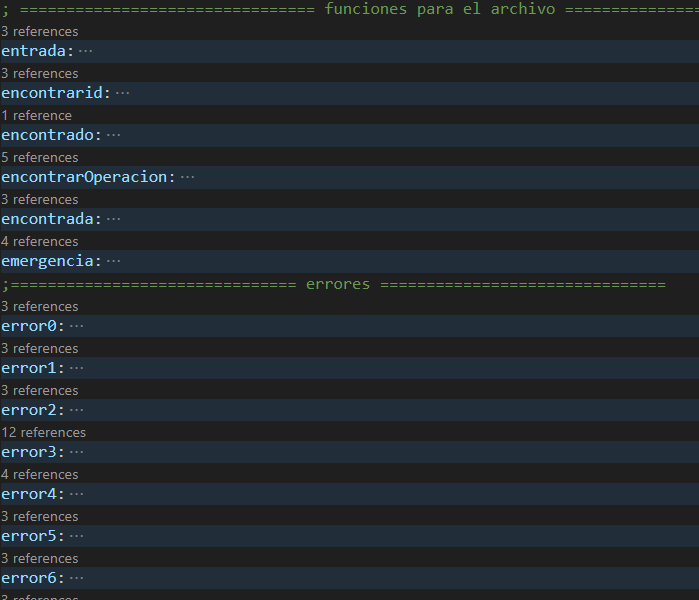 ; ================================ funciones para el archivo ===============
3 references
entrada: ···
3 references
encontrarid: ···
1 reference
encontrado: ···
5 references
encontrarOperacion: ···
3 references
encontrada: ···
4 references
emergencia: ···
;=============================== errores ===============================
3 references
error0: ···
3 references
error1: ···
3 references
error2: ···
12 references
error3: ···
4 references
error4: ···
3 references
error5: ···
3 references
error6: ···
3 references